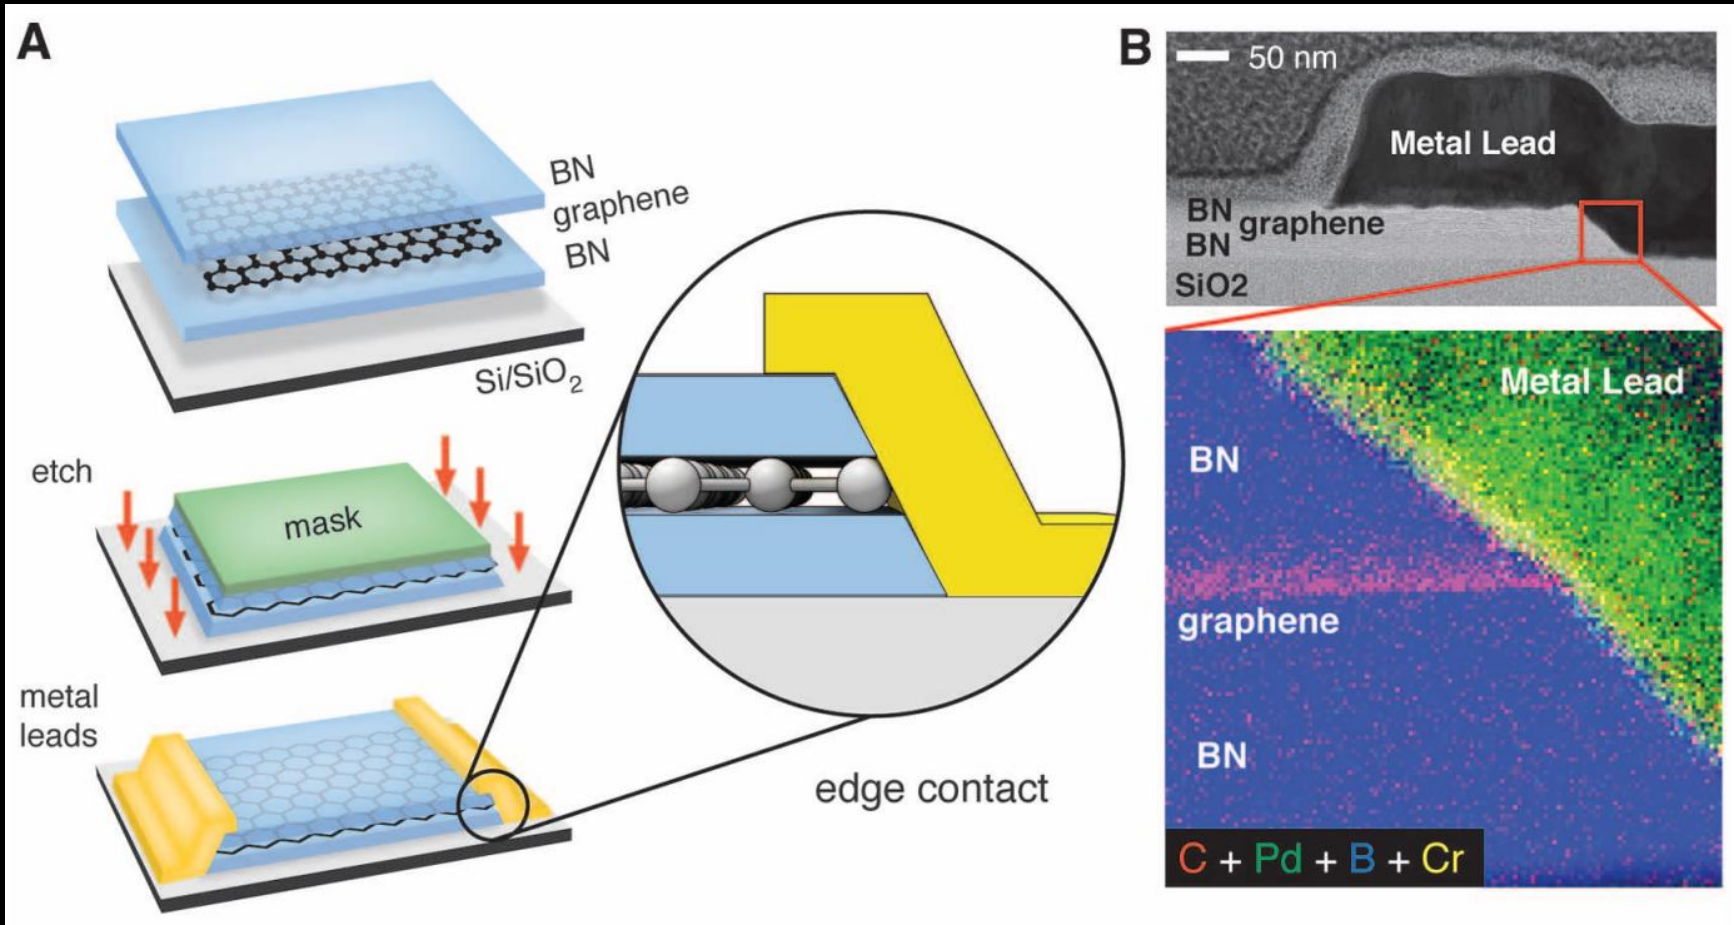 A
BN
graphene
BN
Si/SiO2
etch
mask
metal
leads
edge contact
B
50 nm
Metal Lead
BN
graphene
BN
SiO2
Metal Lead
BN
graphene
BN
C + Pd + B + Cr